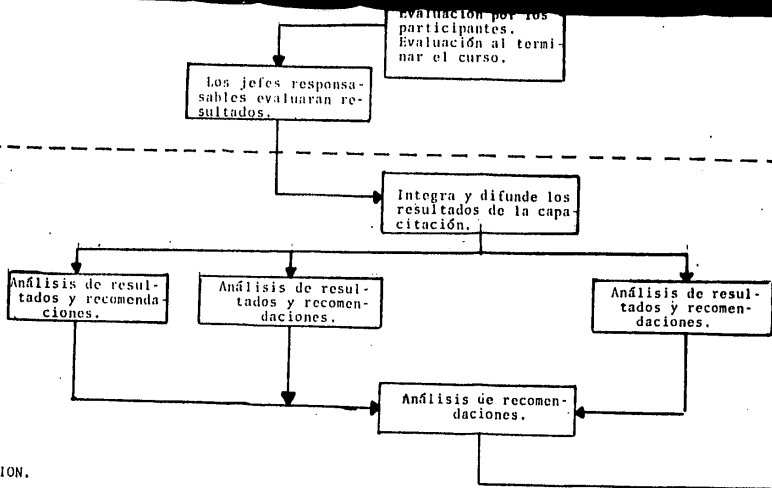 Evaluación por los
participantes.
Evaluación al termi-
nar el curso.
Los jefes responsa-
sables evaluaran re-
sultados.
Integra y difunde los
resultados de la capa-
citación.
Análisis de resul-
tados y recomenda-
ciones.
Análisis de resul-
tados y recomen-
daciones.
Análisis de resul-
tados y recomen-
daciones.
Análisis de recomen-
daciones.
ION.